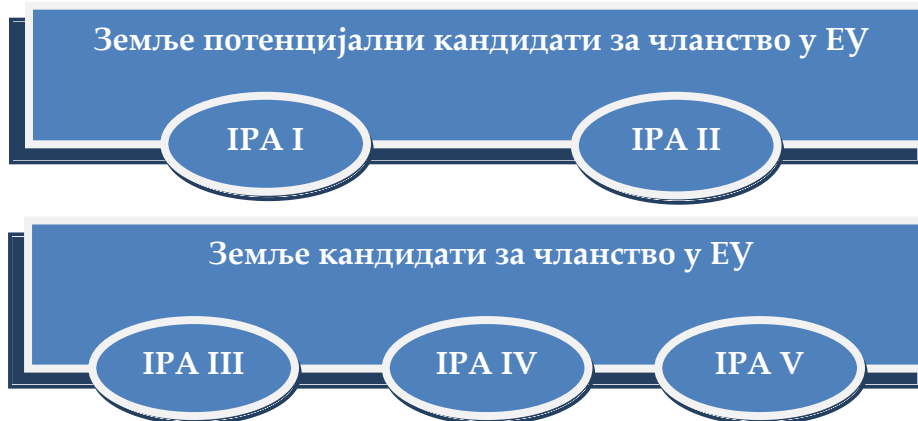 Земље потенцијални кандидати за чланство у ЕУ
IPA I IPA II
Земље кандидати за чланство у ЕУ
IPA III IPA IV IPA V